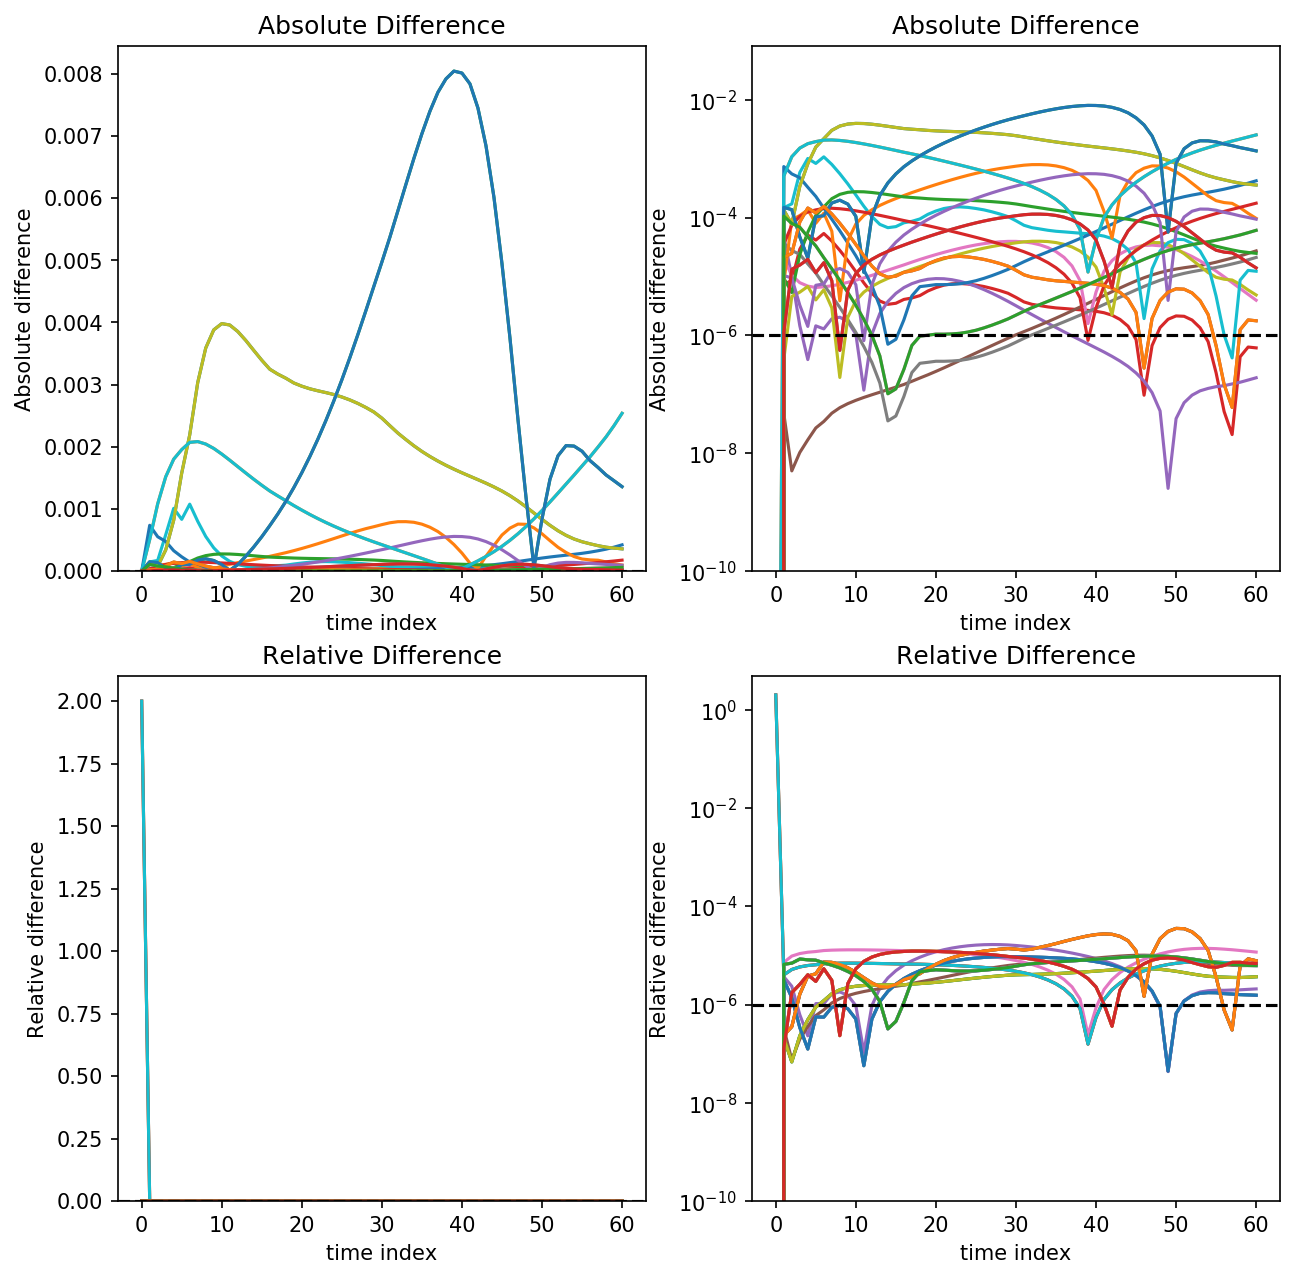 Absolute Difference
Absolute difference
0.008
0.007
0.006
0.005
0.004
0.003
0.002
0.001
0.000
0 10 20 30 40 50 60
time index
Absolute Difference
Absolute difference
10⁻²
10⁻⁴
10⁻⁶
10⁻⁸
10⁻¹⁰
0 10 20 30 40 50 60
time index
Relative Difference
Relative difference
2.00
1.75
1.50
1.25
1.00
0.75
0.50
0.25
0.00
0 10 20 30 40 50 60
time index
Relative Difference
Relative difference
10⁰
10⁻²
10⁻⁴
10⁻⁶
10⁻⁸
10⁻¹⁰
0 10 20 30 40 50 60
time index